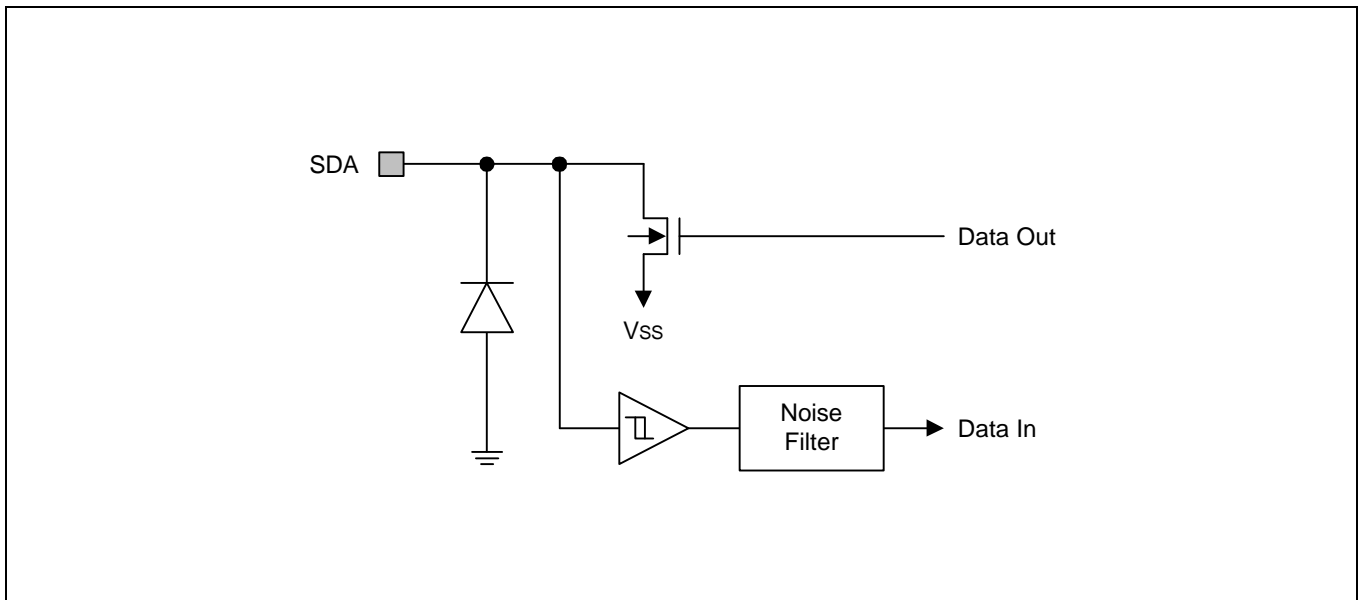 SDA
Data Out
Vss
Noise
Filter
Data In